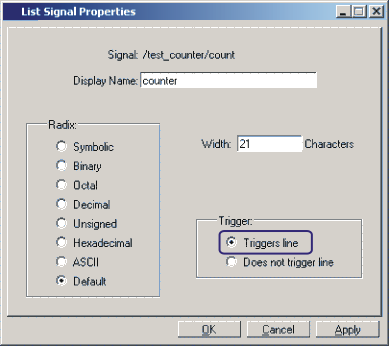 List Signal Properties
Signal: /test_counter/count
Display Name: counter
Radix:
Symbolic
Binary
Octal
Decimal
Unsigned
Hexadecimal
ASCII
Default
Width: 21 Characters
Trigger:
Triggers line
Does not trigger line
OK Cancel Apply